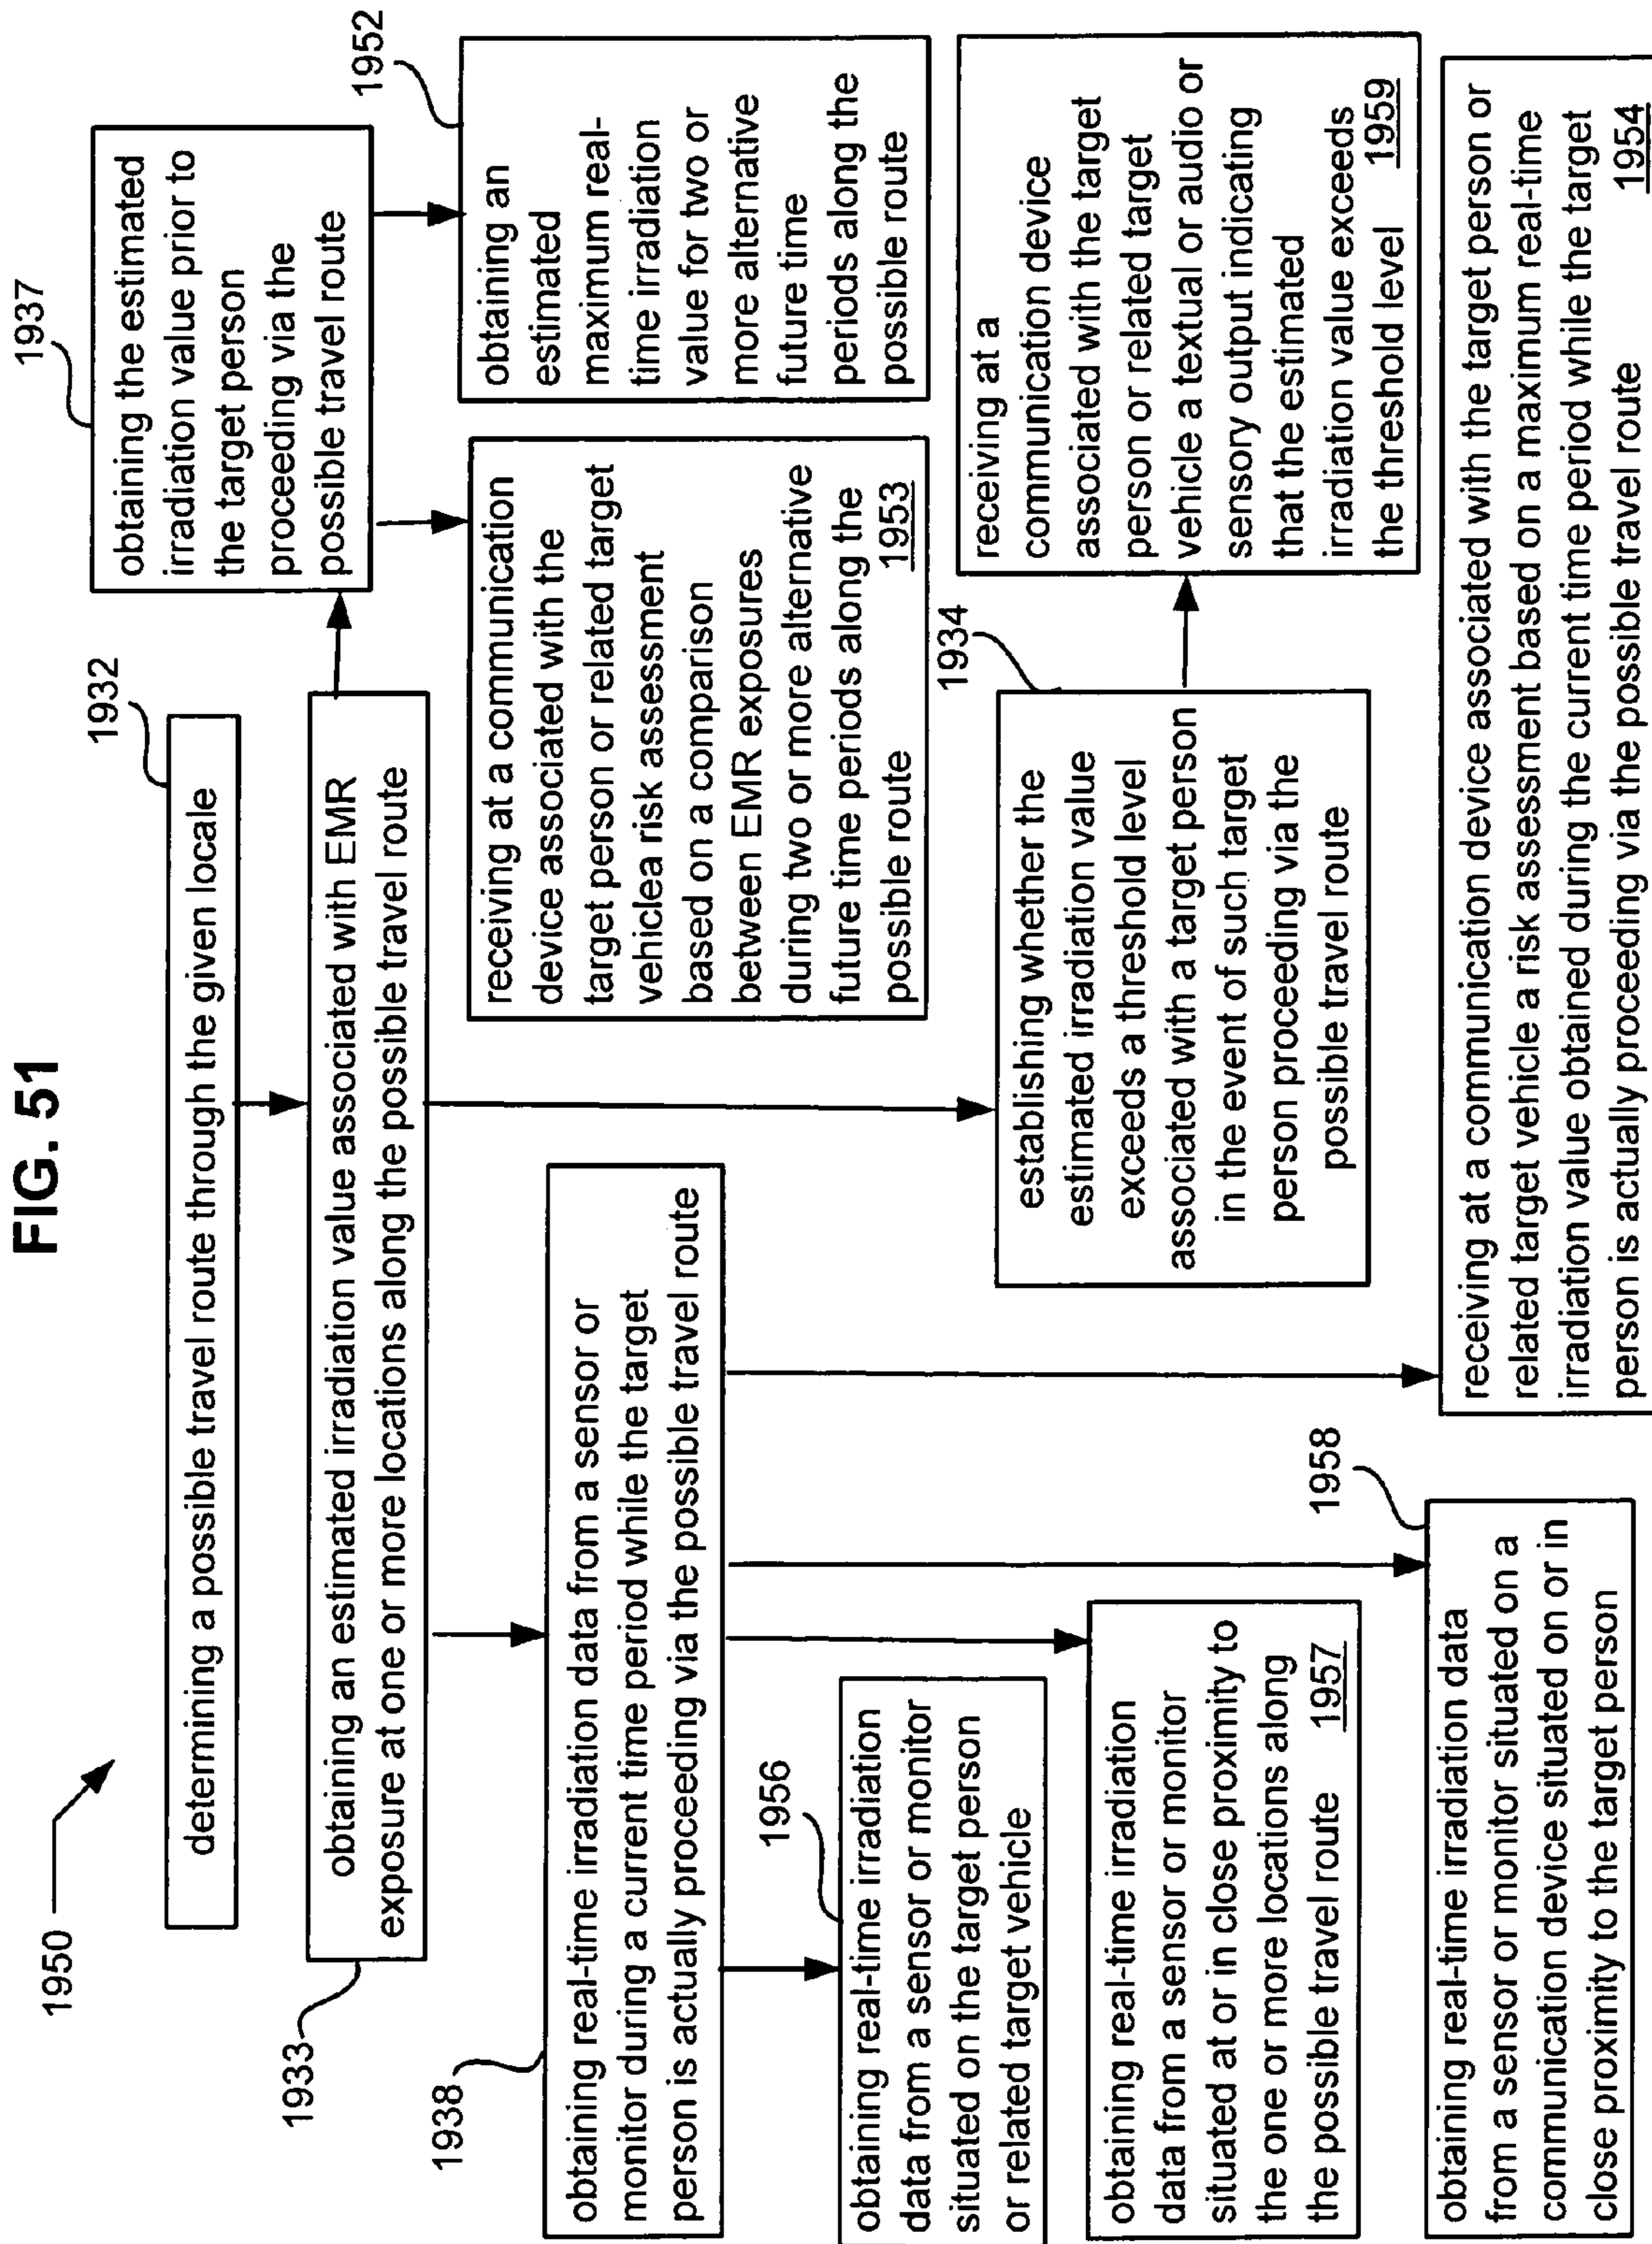 FIG. 51
1950
1932
determining a possible travel route through the given locale
1933
obtaining an estimated irradiation value associated with EMR
exposure at one or more locations along the possible travel route
1937
obtaining the estimated
irradiation value prior to
the target person
proceeding via the
possible travel route
1938
obtaining real-time irradiation data from a sensor or
monitor during a current time period while the target
person is actually proceeding via the possible travel route
receiving at a communication
device associated with the
target person or related target
vehiclea risk assessment
based on a comparison
between EMR exposures
during two or more alternative
future time periods along the
possible route 1953
1952
obtaining an
estimated
maximum real-
time irradiation
value for two or
more alternative
future time
periods along the
possible route
1956
obtaining real-time irradiation
data from a sensor or monitor
situated on the target person
or related target vehicle
1934
establishing whether the
estimated irradiation value
exceeds a threshold level
associated with a target person
in the event of such target
person proceeding via the
possible travel route
receiving at a
communication device
associated with the target
person or related target
vehicle a textual or audio or
sensory output indicating
that the estimated
irradiation value exceeds
the threshold level 1959
obtaining real-time irradiation
data from a sensor or monitor
situated at or in close proximity to
the one or more locations along
the possible travel route 1957
1958
obtaining real-time irradiation data
from a sensor or monitor situated on a
communication device situated on or in
close proximity to the target person
receiving at a communication device associated with the target person or
related target vehicle a risk assessment based on a maximum real-time
irradiation value obtained during the current time period while the target
person is actually proceeding via the possible travel route 1954